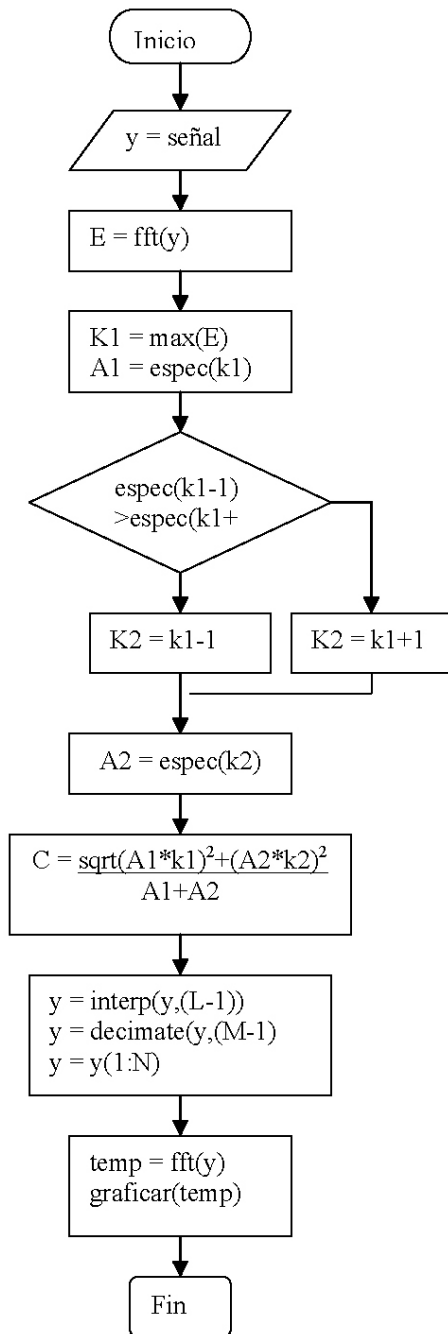 Inicio
y = señal
E = fft(y)
K1 = max(E)
A1 = espec(k1)
espec(k1-1)
>espec(k1+
K2 = k1-1
K2 = k1+1
A2 = espec(k2)
C = sqrt(A1*k1)²+(A2*k2)²
A1+A2
y = interp(y,(L-1))
y = decimate(y,(M-1)
y = y(1:N)
temp = fft(y)
graficar(temp)
Fin